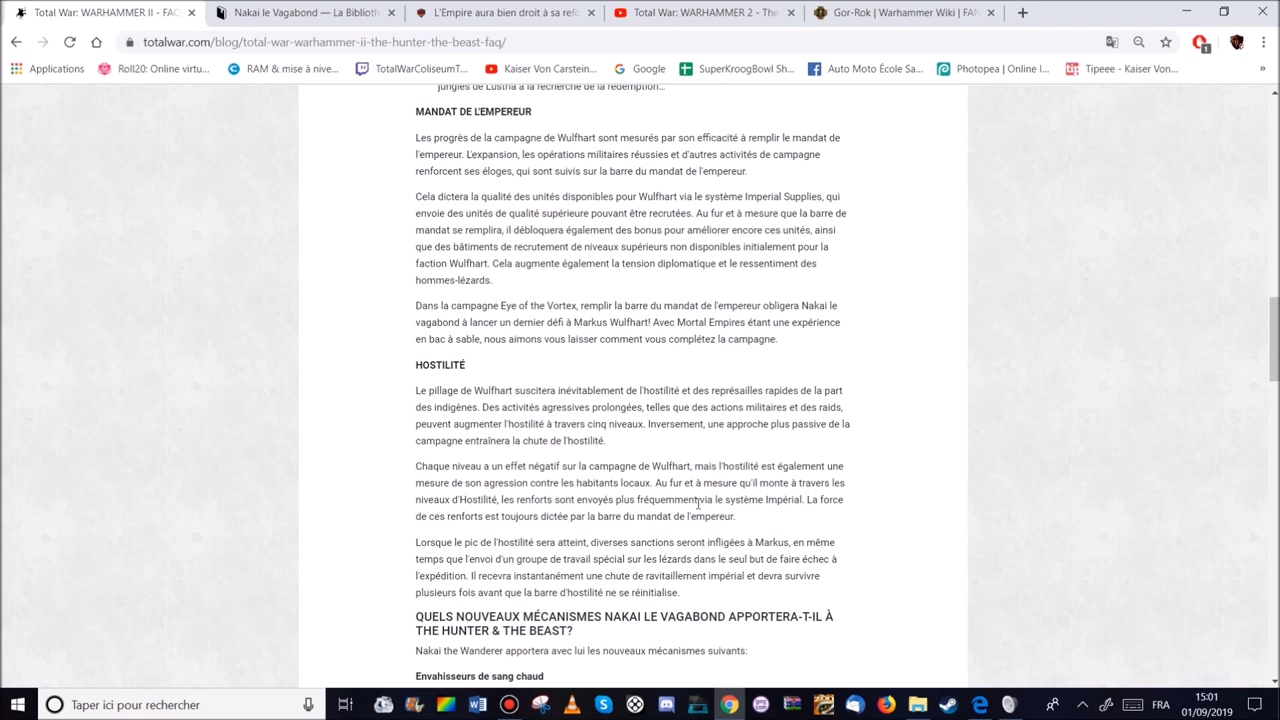 Total War: WARHAMMER II - FAQ
Nakai le Vagabond — La Biblioth
L'Empire aura bien droit à sa refo
Total War: WARHAMMER 2 - The
Gor-Rok | Warhammer Wiki | FAN
totalwar.com/blog/total-war-warhammer-ii-the-hunter-the-beast-faq/
1
Applications
Roll20: Online virtu...
RAM & mise à nive...
TotalWarColiseumT...
Kaiser Von Carstein...
Google
SuperKroogBowl Sh...
Auto Moto École Sa...
Photopea | Online I...
Tipeee - Kaiser Von...
»
jungles de Lustria à la recherche de la rédemption…
MANDAT DE L'EMPEREUR
Les progrès de la campagne de Wulfhart sont mesurés par son efficacité à remplir le mandat de
l'empereur. L'expansion, les opérations militaires réussies et d'autres activités de campagne
renforcent ses éloges, qui sont suivis sur la barre du mandat de l'empereur.
Cela dictera la qualité des unités disponibles pour Wulfhart via le système Imperial Supplies, qui
envoie des unités de qualité supérieure pouvant être recrutées. Au fur et à mesure que la barre de
mandat se remplira, il débloquera également des bonus pour améliorer encore ces unités, ainsi
que des bâtiments de recrutement de niveaux supérieurs non disponibles initialement pour la
faction Wulfhart. Cela augmente également la tension diplomatique et le ressentiment des
hommes-lézards.
Dans la campagne Eye of the Vortex, remplir la barre du mandat de l'empereur obligera Nakai le
vagabond à lancer un dernier défi à Markus Wulfhart! Avec Mortal Empires étant une expérience
en bac à sable, nous aimons vous laisser comment vous complétez la campagne.
HOSTILITÉ
Le pillage de Wulfhart suscitera inévitablement de l'hostilité et des représailles rapides de la part
des indigènes. Des activités agressives prolongées, telles que des actions militaires et des raids,
peuvent augmenter l'hostilité à travers cinq niveaux. Inversement, une approche plus passive de la
campagne entraînera la chute de l'hostilité.
Chaque niveau a un effet négatif sur la campagne de Wulfhart, mais l'hostilité est également une
mesure de son agression contre les habitants locaux. Au fur et à mesure qu'il monte à travers les
niveaux d'Hostilité, les renforts sont envoyés plus fréquemment via le système Impérial. La force
de ces renforts est toujours dictée par la barre du mandat de l'empereur.
Lorsque le pic de l'hostilité sera atteint, diverses sanctions seront infligées à Markus, en même
temps que l'envoi d'un groupe de travail spécial sur les lézards dans le seul but de faire échec à
l'expédition. Il recevra instantanément une chute de ravitaillement impérial et devra survivre
plusieurs fois avant que la barre d'hostilité ne se réinitialise.
QUELS NOUVEAUX MÉCANISMES NAKAI LE VAGABOND APPORTERA-T-IL À
THE HUNTER & THE BEAST?
Nakai the Wanderer apportera avec lui les nouveaux mécanismes suivants:
Envahisseurs de sang chaud
Taper ici pour rechercher
FRA
15:01
01/09/2019